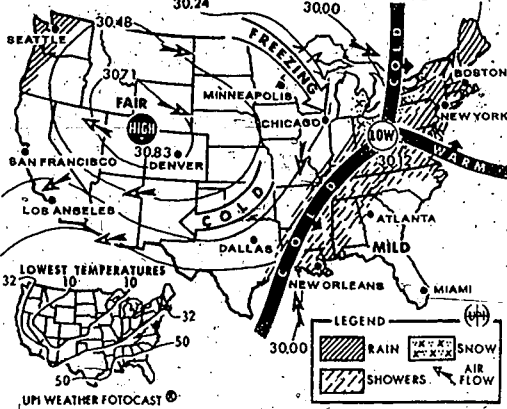 30.24
30.48
30.00
SEATTLE
FREEZING
COLD
30.71
BOSTON
FAIR
MINNEAPOLIS
NEW YORK
HIGH
CHICAGO
LOW
30.83
SAN FRANCISCO
DENVER
WARM
COLD
COLD
LOS ANGELES
ATLANTA
DALLAS
MILD
LOWEST TEMPERATURES
32
10
10
NEW ORLEANS
MIAMI
32
UPI
LEGEND
50
RAIN
SNOW
30.00
SHOWERS
AIR
FLOW
50
UPI WEATHER FOTOCAST ®